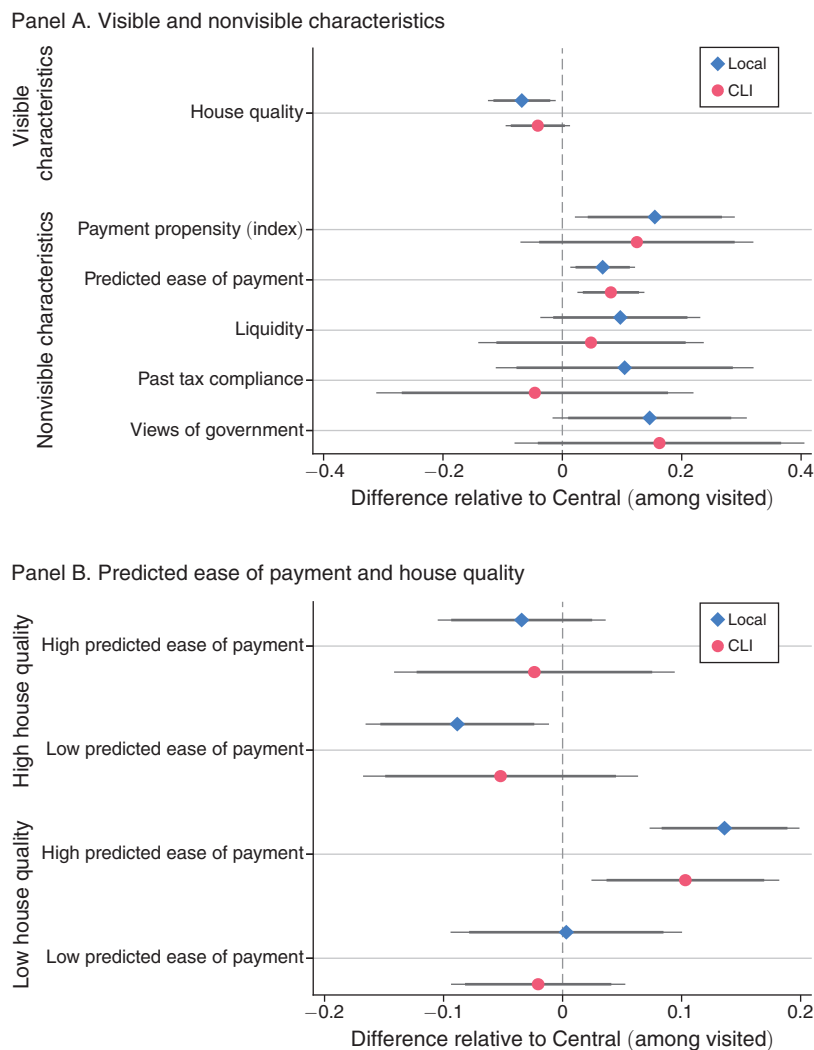 Panel A. Visible and nonvisible characteristics
Visible
characteristics
Nonvisible characteristics
House quality
Payment propensity (index)
Predicted ease of payment
Liquidity
Past tax compliance
Views of government
Local
CLI
−0.4
−0.2
0
0.2
0.4
Difference relative to Central (among visited)
Panel B. Predicted ease of payment and house quality
High house quality
Low house quality
High predicted ease of payment
Low predicted ease of payment
High predicted ease of payment
Low predicted ease of payment
Local
CLI
−0.2
−0.1
0
0.1
0.2
Difference relative to Central (among visited)